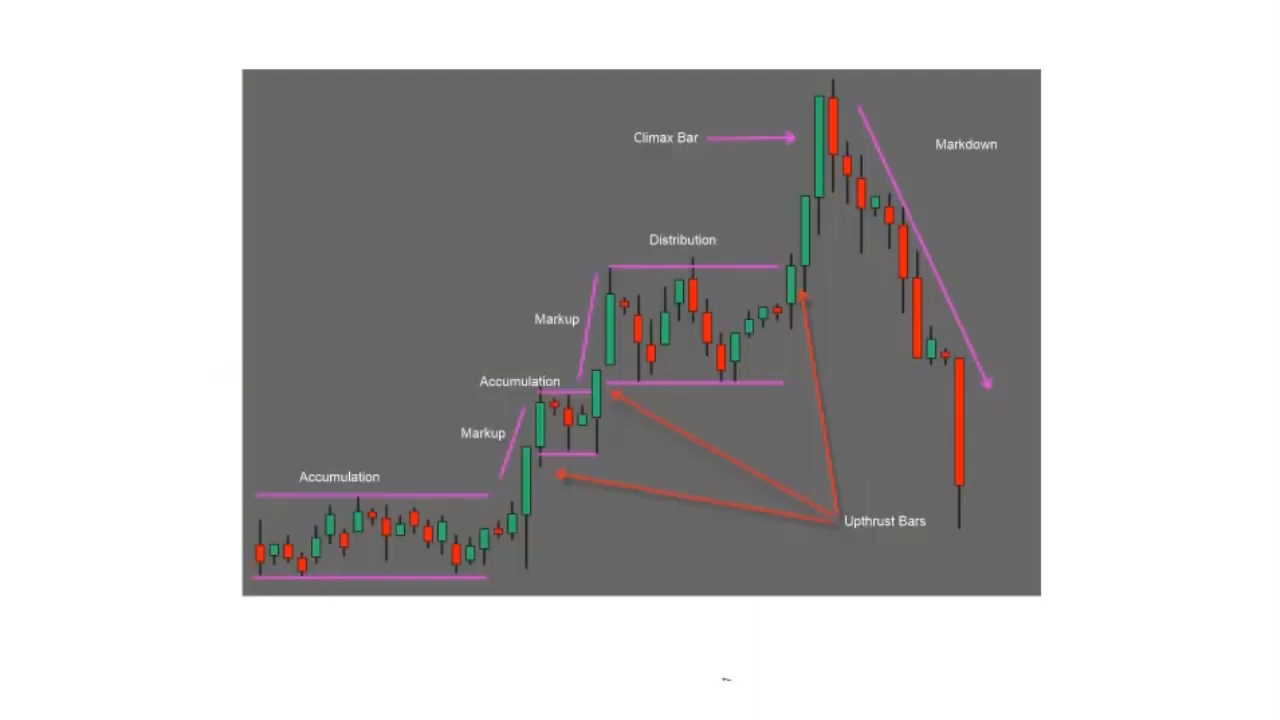 Climax Bar
Markdown
Distribution
Markup
Accumulation
Markup
Accumulation
Upthrust Bars